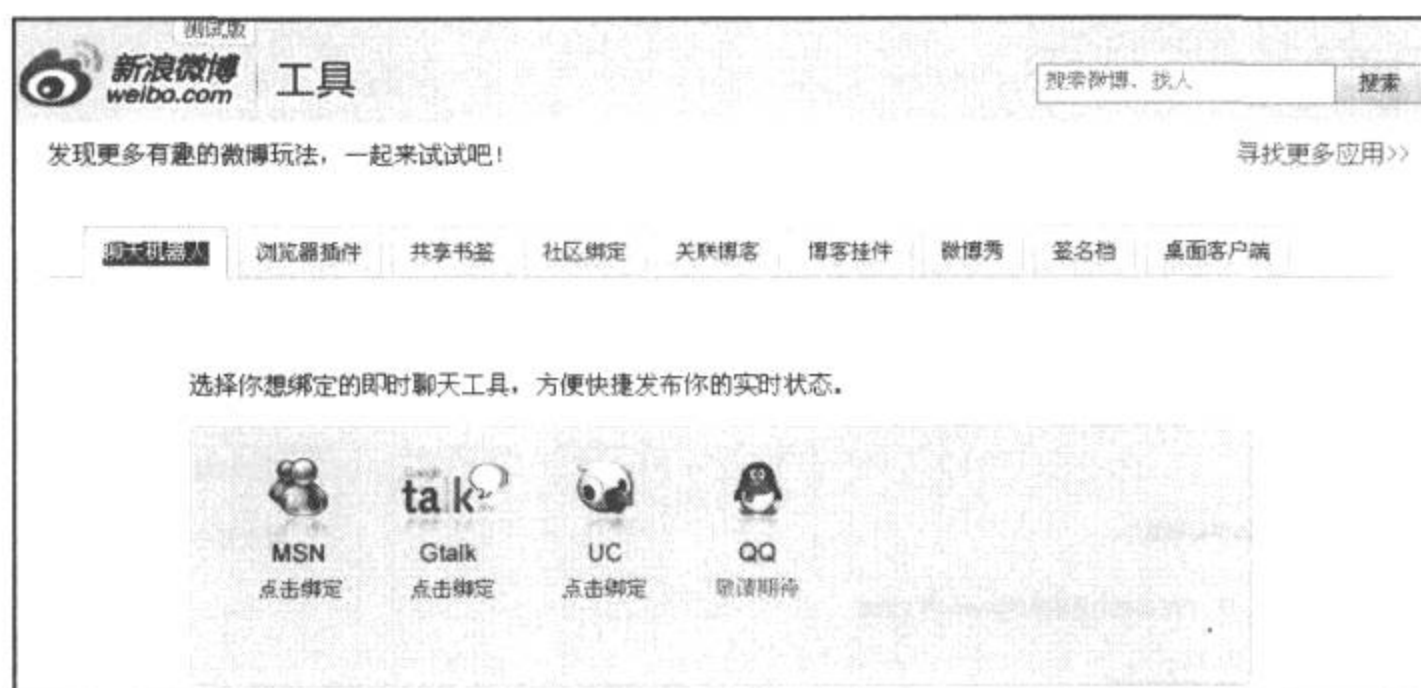 测试版
新浪微博 工具
weibo.com
搜索微博、找人 搜索
发现更多有趣的微博玩法，一起来试试吧！ 寻找更多应用>>
聊天机器人 浏览器插件 共享书签 社区绑定 关联博客 博客挂件 微博秀 签名档 桌面客户端
选择你想绑定的即时聊天工具，方便快捷发布你的实时状态。
talk
MSN Gtalk UC QQ
点击绑定 点击绑定 点击绑定 敬请期待